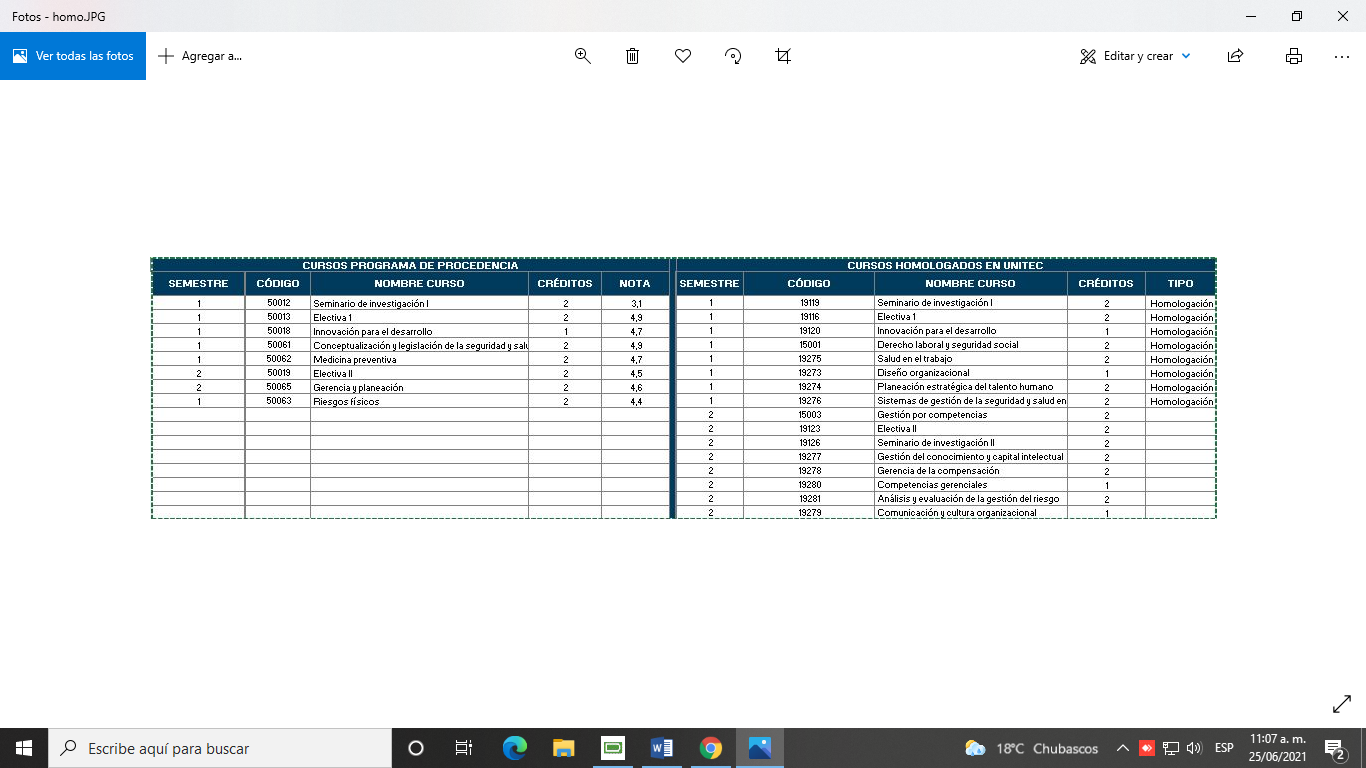 Fotos - homo.JPG
Ver todas las fotos Agregar a... Editar y crear
CURSOS PROGRAMA DE PROCEDENCIA CURSOS HOMOLOGADOS EN UNITEC
SEMESTRE CÓDIGO NOMBRE CURSO CRÉDITOS NOTA SEMESTRE CÓDIGO NOMBRE CURSO CRÉDITOS TIPO
1 50012 Seminario de investigación I 2 3,1 1 19119 Seminario de investigación I 2 Homologación
1 50013 Electiva 1 2 4,9 1 19116 Electiva 1 2 Homologación
1 50018 Innovación para el desarrollo 1 4,7 1 19120 Innovación para el desarrollo 1 Homologación
1 50061 Conceptualización y legislación de la seguridad y salu 2 4,9 1 15001 Derecho laboral y seguridad social 2 Homologación
1 50062 Medicina preventiva 2 4,7 1 19275 Salud en el trabajo 2 Homologación
2 50019 Electiva II 2 4,5 1 19273 Diseño organizacional 1 Homologación
2 50065 Gerencia y planeación 2 4,6 1 19274 Planeación estratégica del talento humano 2 Homologación
1 50063 Riesgos físicos 2 4,4 1 19276 Sistemas de gestión de la seguridad y salud en 2 Homologación
2 15003 Gestión por competencias 2
2 19123 Electiva II 2
2 19126 Seminario de investigación II 2
2 19277 Gestión del conocimiento y capital intelectual 2
2 19278 Gerencia de la compensación 2
2 19280 Competencias gerenciales 1
2 19281 Análisis y evaluación de la gestión del riesgo 2
2 19279 Comunicación y cultura organizacional 1
Escribe aquí para buscar 18°C Chubascos ESP 11:07 a. m.
25/06/2021 2